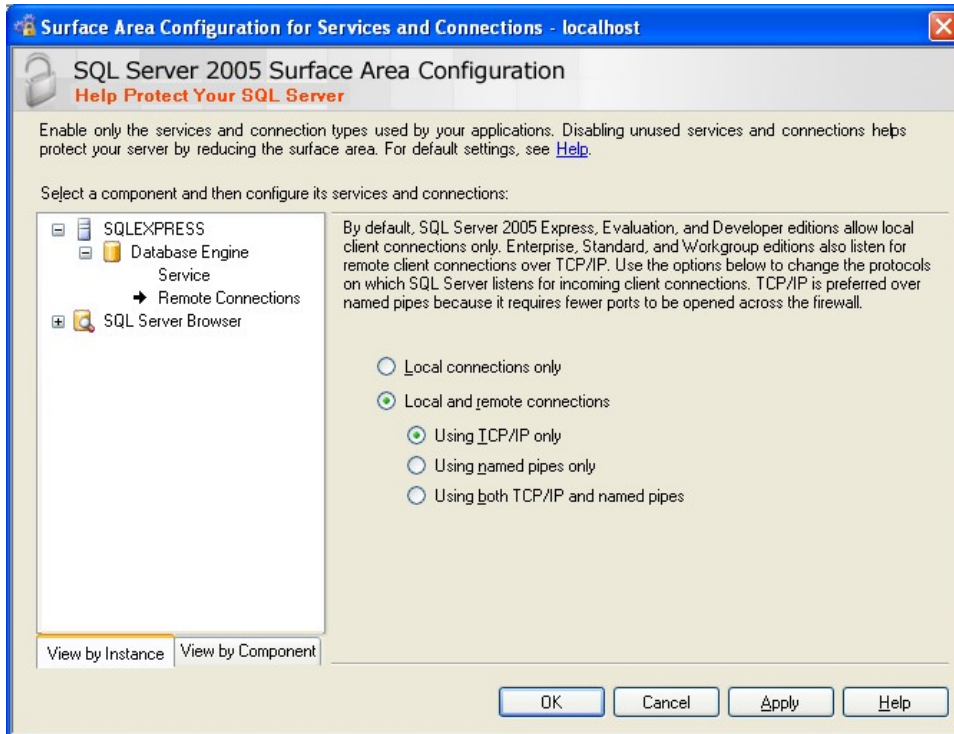 Surface Area Configuration for Services and Connections - localhost
SQL Server 2005 Surface Area Configuration
Help Protect Your SQL Server
Enable only the services and connection types used by your applications. Disabling unused services and connections helps
protect your server by reducing the surface area. For default settings, see Help.
Select a component and then configure its services and connections:
SQLEXPRESS
Database Engine
Service
Remote Connections
SQL Server Browser
View by Instance
View by Component
By default, SQL Server 2005 Express, Evaluation, and Developer editions allow local
client connections only. Enterprise, Standard, and Workgroup editions also listen for
remote client connections over TCP/IP. Use the options below to change the protocols
on which SQL Server listens for incoming client connections. TCP/IP is preferred over
named pipes because it requires fewer ports to be opened across the firewall.
Local connections only
Local and remote connections
Using TCP/IP only
Using named pipes only
Using both TCP/IP and named pipes
OK
Cancel
Apply
Help